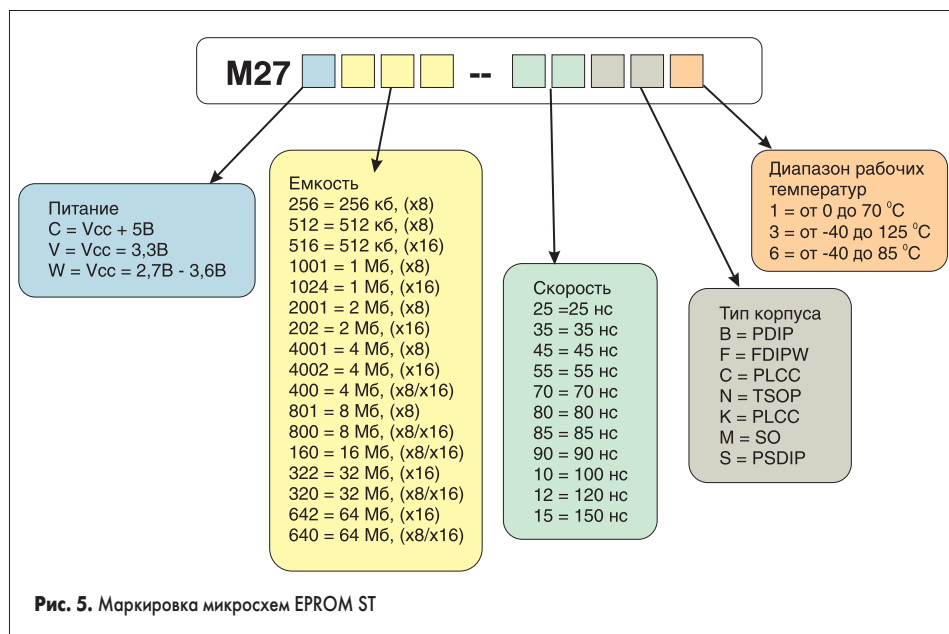 M27 --
Питание
C = Vcc + 5В
V = Vcc = 3,3В
W = Vcc = 2,7В - 3,6В
Емкость
256 = 256 кб, (x8)
512 = 512 кб, (x8)
516 = 512 кб, (x16)
1001 = 1 Мб, (x8)
1024 = 1 Мб, (x16)
2001 = 2 Мб, (x8)
202 = 2 Мб, (x16)
4001 = 4 Мб, (x8)
4002 = 4 Мб, (x16)
400 = 4 Мб, (x8/x16)
801 = 8 Мб, (x8)
800 = 8 Мб, (x8/x16)
160 = 16 Мб, (x8/x16)
322 = 32 Мб, (x16)
320 = 32 Мб, (x8/x16)
642 = 64 Мб, (x16)
640 = 64 Мб, (x8/x16)
Скорость
25 =25 нс
35 = 35 нс
45 = 45 нс
55 = 55 нс
70 = 70 нс
80 = 80 нс
85 = 85 нс
90 = 90 нс
10 = 100 нс
12 = 120 нс
15 = 150 нс
Тип корпуса
B = PDIP
F = FDIPW
C = PLCC
N = TSOP
K = PLCC
M = SO
S = PSDIP
Диапазон рабочих
температур
1 = от 0 до 70 ⁰C
3 = от -40 до 125 ⁰C
6 = от -40 до 85 ⁰C
Рис. 5. Маркировка микросхем EPROM ST